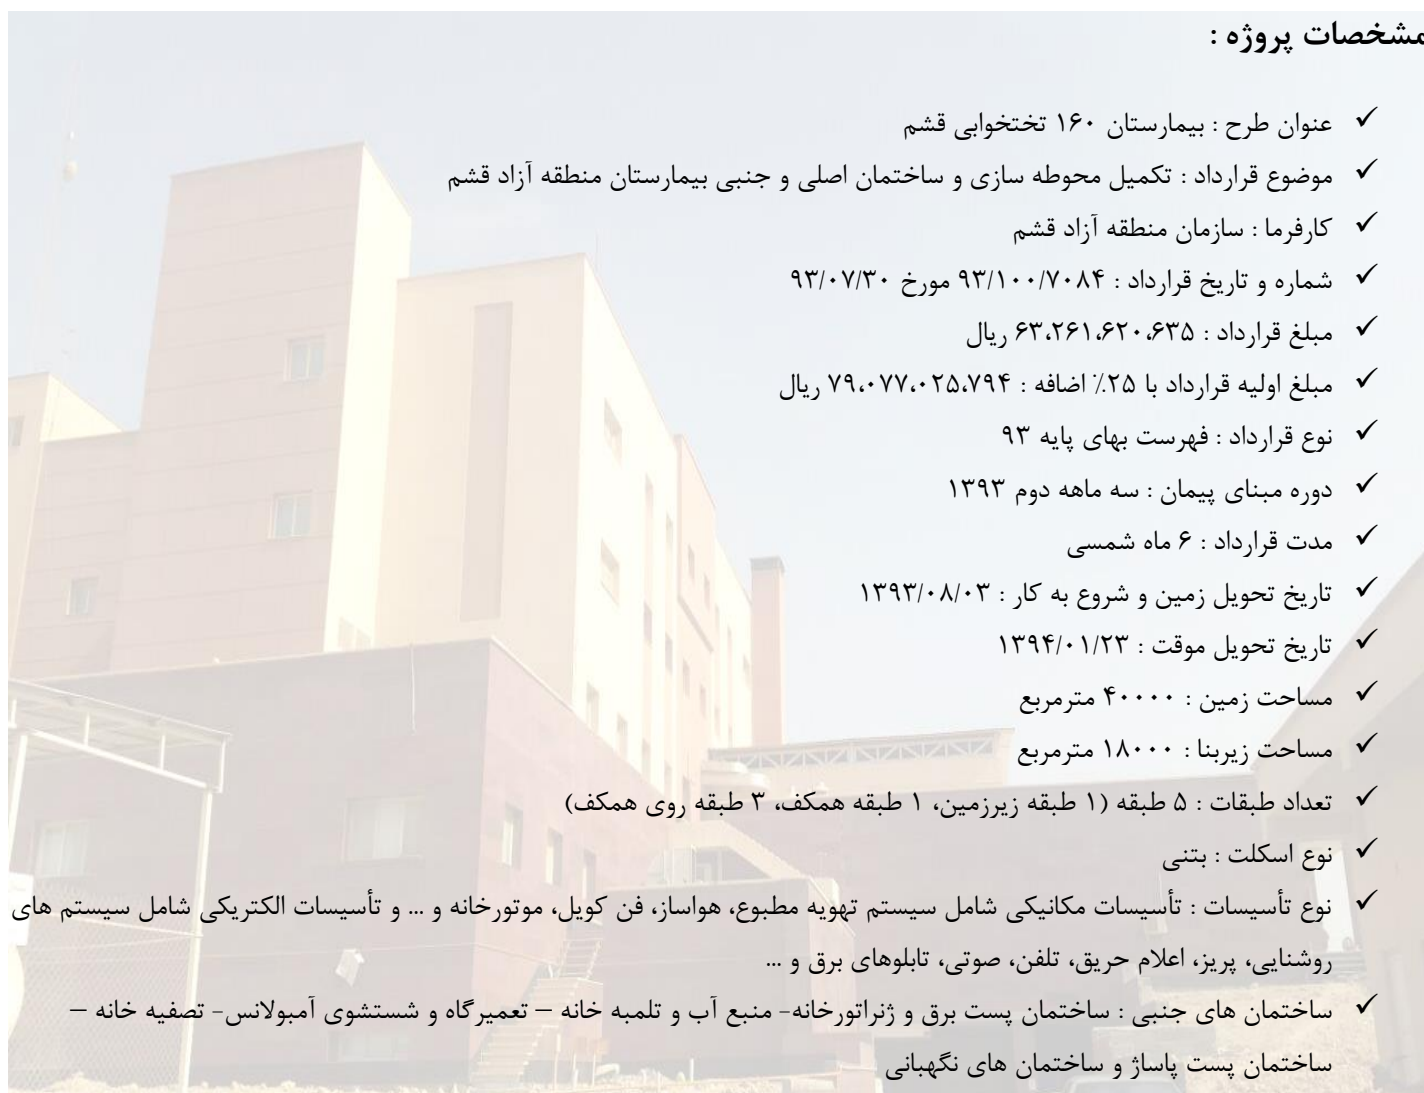 مشخصات پروژه :
✓ عنوان طرح : بیمارستان ۱۶۰ تختخوابی قشم
✓ موضوع قرارداد : تکمیل محوطه سازی و ساختمان اصلی و جنبی بیمارستان منطقه آزاد قشم
✓ کارفرما : سازمان منطقه آزاد قشم
✓ شماره و تاریخ قرارداد : ۹۳/۱۰۰/۷۰۸۴ مورخ ۹۳/۰۷/۳۰
✓ مبلغ قرارداد : ۶۳،۲۶۱،۶۲۰،۶۳۵ ریال
✓ مبلغ اولیه قرارداد با ۲۵٪ اضافه : ۷۹،۰۷۷،۰۲۵،۷۹۴ ریال
✓ نوع قرارداد : فهرست بهای پایه ۹۳
✓ دوره مبنای پیمان : سه ماهه دوم ۱۳۹۳
✓ مدت قرارداد : ۶ ماه شمسی
✓ تاریخ تحویل زمین و شروع به کار : ۱۳۹۳/۰۸/۰۳
✓ تاریخ تحویل موقت : ۱۳۹۴/۰۱/۲۳
✓ مساحت زمین : ۴۰۰۰۰ مترمربع
✓ مساحت زیربنا : ۱۸۰۰۰ مترمربع
✓ تعداد طبقات : ۵ طبقه (۱ طبقه زیرزمین، ۱ طبقه همکف، ۳ طبقه روی همکف)
✓ نوع اسکلت : بتنی
✓ نوع تأسیسات : تأسیسات مکانیکی شامل سیستم تهویه مطبوع، هواساز، فن کویل، موتورخانه و ... و تأسیسات الکتریکی شامل سیستم های
روشنایی، پریز، اعلام حریق، تلفن، صوتی، تابلوهای برق و ...
✓ ساختمان های جنبی : ساختمان پست برق و ژنراتورخانه- منبع آب و تلمبه خانه – تعمیرگاه و شستشوی آمبولانس- تصفیه خانه –
ساختمان پست پاساژ و ساختمان های نگهبانی